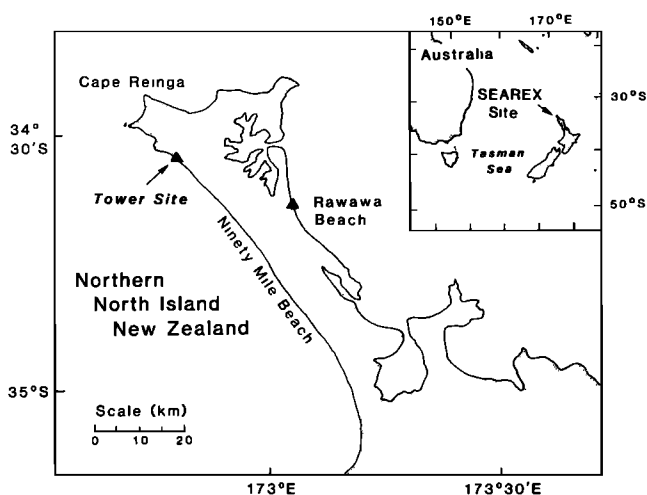 150°E 170°E
Australia
SEAREX
Site
30°S
Tasman
Sea
50°S
Cape Reinga
34°
30'S
Tower Site
Rawawa
Beach
Ninety Mile Beach
Northern
North Island
New Zealand
35°S
Scale (km)
0 10 20
173°E 173°30'E